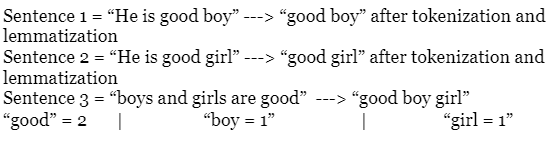 Sentence 1 = “He is good boy” ---> “good boy” after tokenization and
lemmatization
Sentence 2 = “He is good girl” ---> “good girl” after tokenization and
lemmatization
Sentence 3 = “boys and girls are good” ---> “good boy girl”
“good” = 2 | “boy = 1” | “girl = 1”